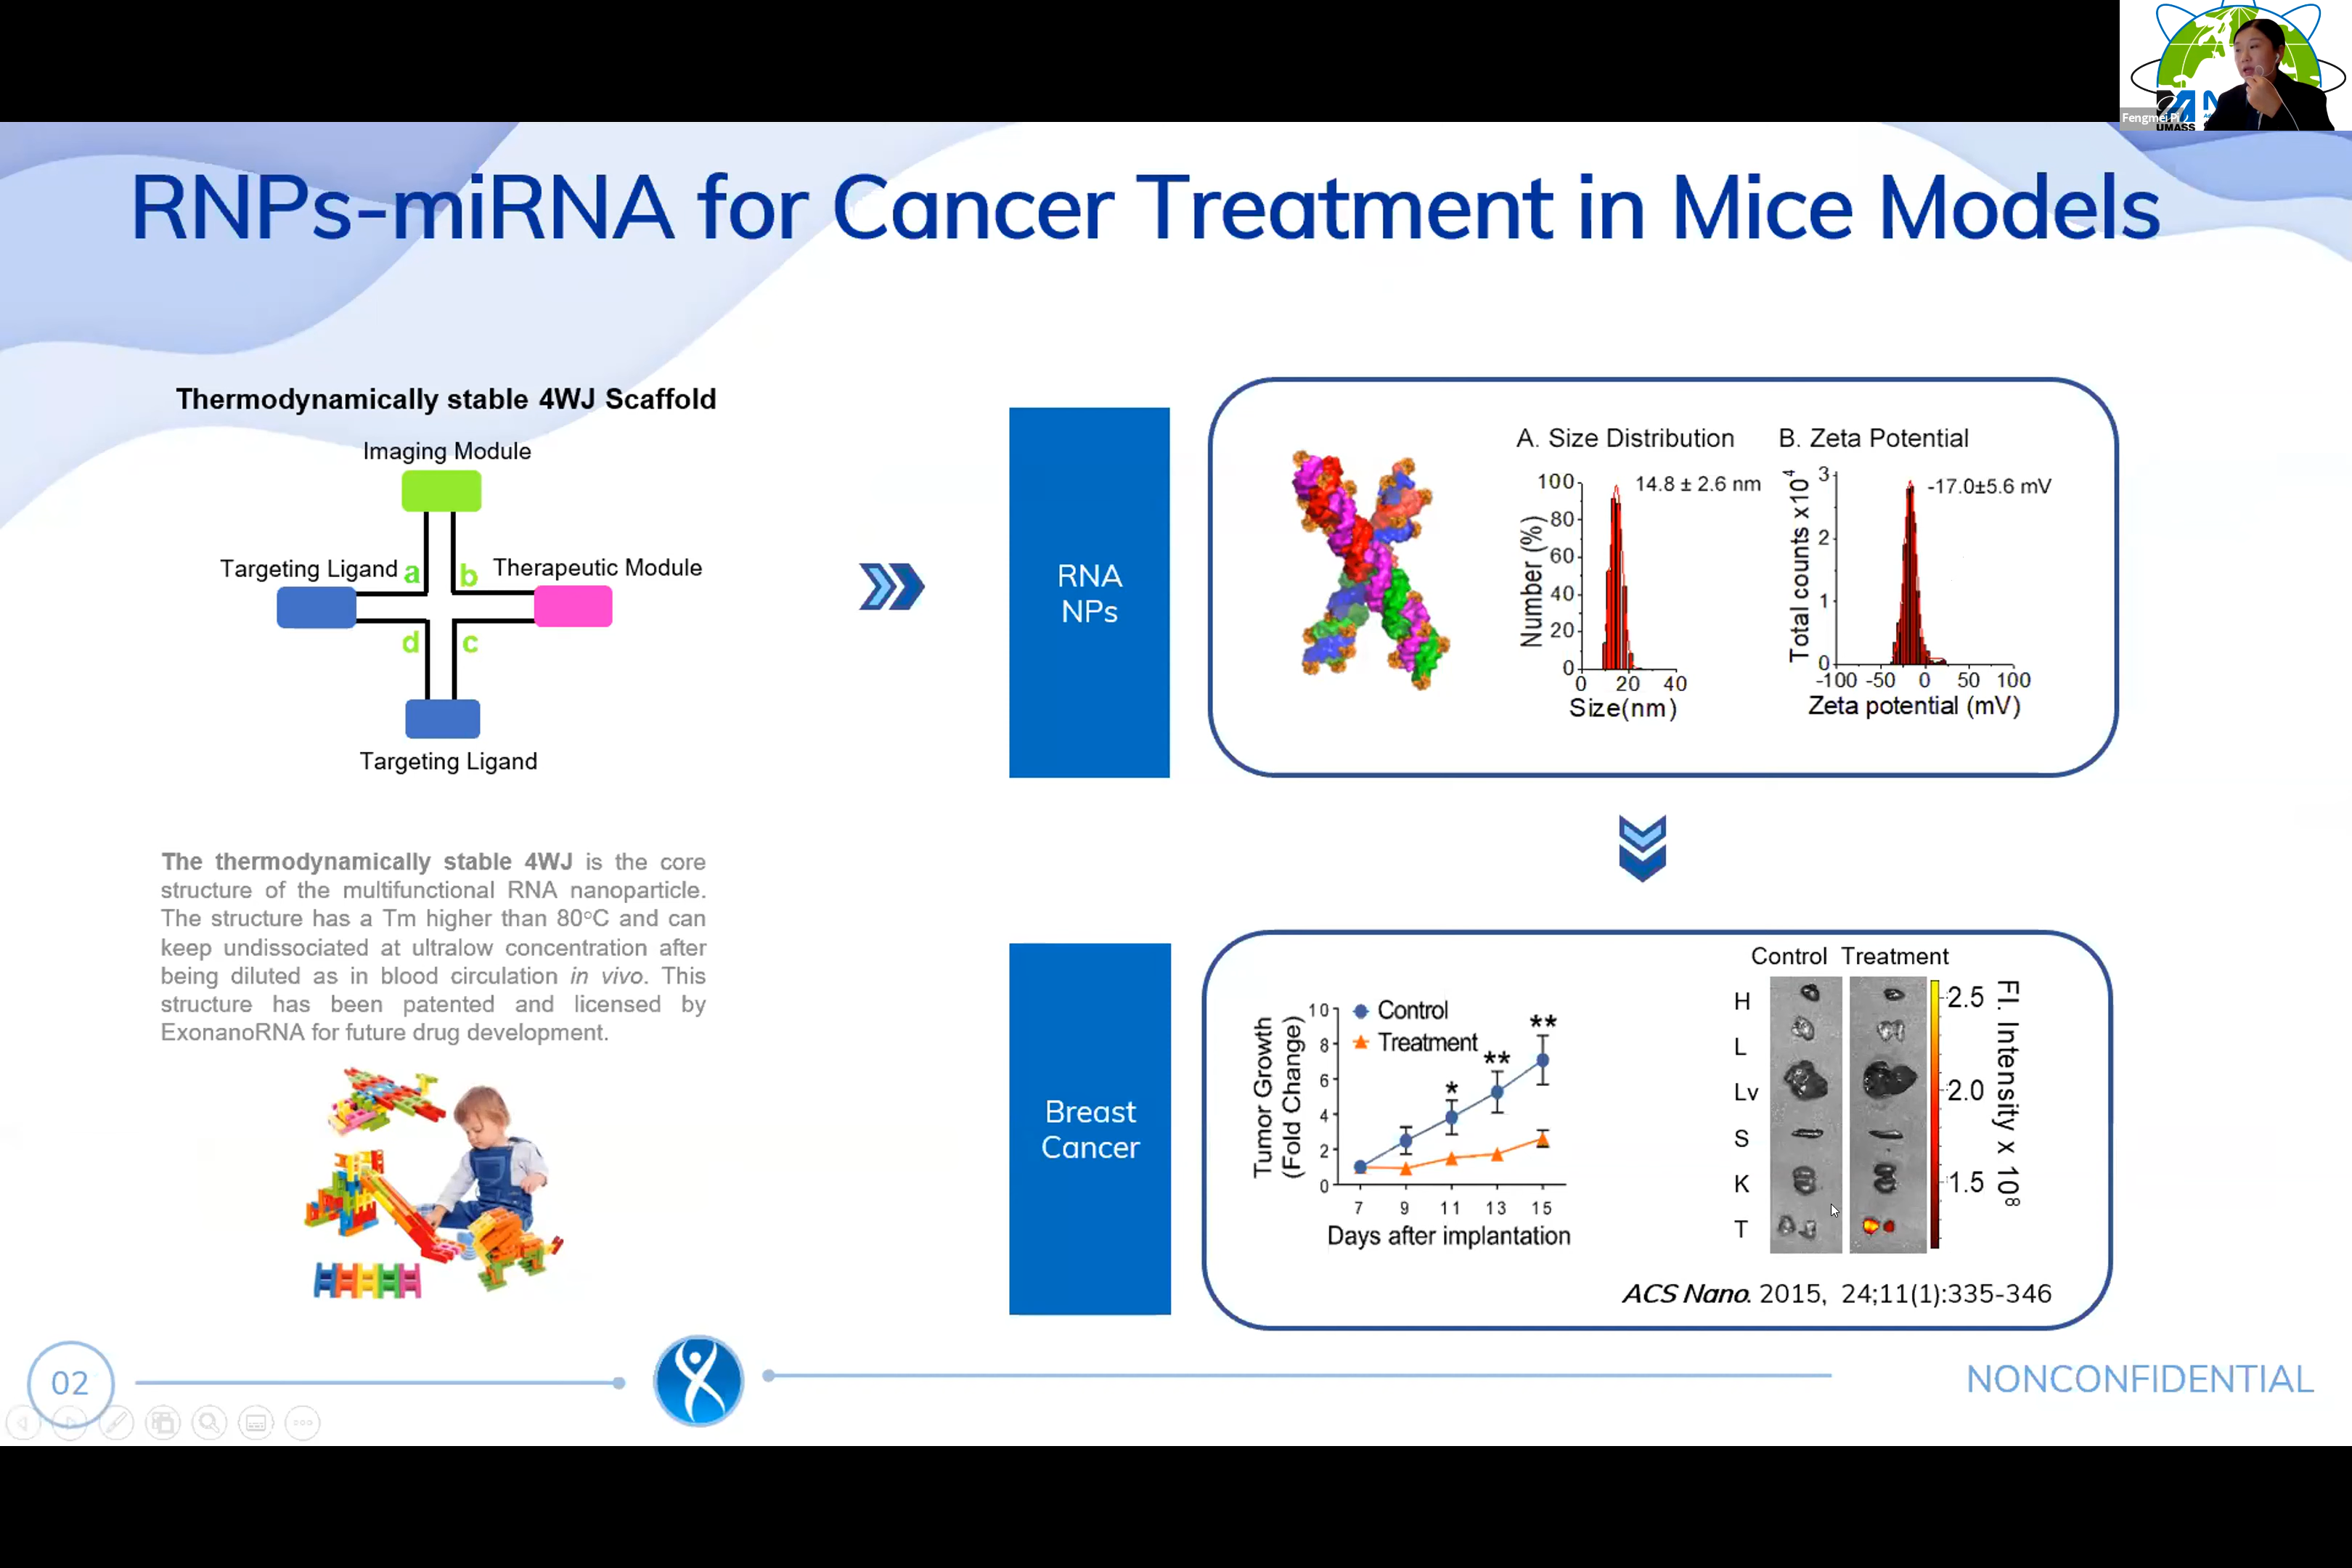 Fengmei Pi
UMASS
RNPs-miRNA for Cancer Treatment in Mice Models
Thermodynamically stable 4WJ Scaffold
Imaging Module
Targeting Ligand
a
b
Therapeutic Module
d
c
Targeting Ligand
The thermodynamically stable 4WJ is the core
structure of the multifunctional RNA nanoparticle.
The structure has a Tm higher than 80°C and can
keep undissociated at ultralow concentration after
being diluted as in blood circulation in vivo. This
structure has been patented and licensed by
ExonanoRNA for future drug development.
RNA
NPs
A. Size Distribution
14.8 ± 2.6 nm
Number (%)
100
80
60
40
20
0
0 20 40
Size(nm)
B. Zeta Potential
-17.0±5.6 mV
Total counts x10⁴
3
2
1
0
-100 -50 0 50 100
Zeta potential (mV)
Breast
Cancer
Tumor Growth
(Fold Change)
10
8
6
4
2
0
Control
Treatment
*
**
**
7 9 11 13 15
Days after implantation
Control Treatment
H
L
Lv
S
K
T
2.5
2.0
1.5
Fl. Intensity x 10⁸
ACS Nano. 2015, 24;11(1):335-346
02
NONCONFIDENTIAL